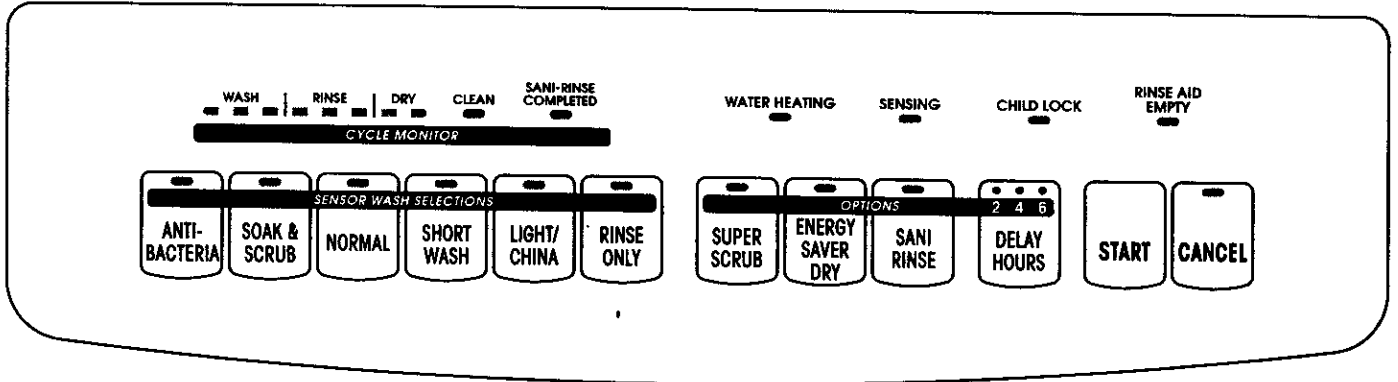 WASH RINSE DRY CLEAN SANI-RINSE
COMPLETED
WATER HEATING SENSING CHILD LOCK RINSE AID
EMPTY
CYCLE MONITOR
SENSOR WASH SELECTIONS
ANTI-
BACTERIA
SOAK &
SCRUB
NORMAL
SHORT
WASH
LIGHT/
CHINA
RINSE
ONLY
OPTIONS
SUPER
SCRUB
ENERGY
SAVER
DRY
SANI
RINSE
2 4 6
DELAY
HOURS
START
CANCEL